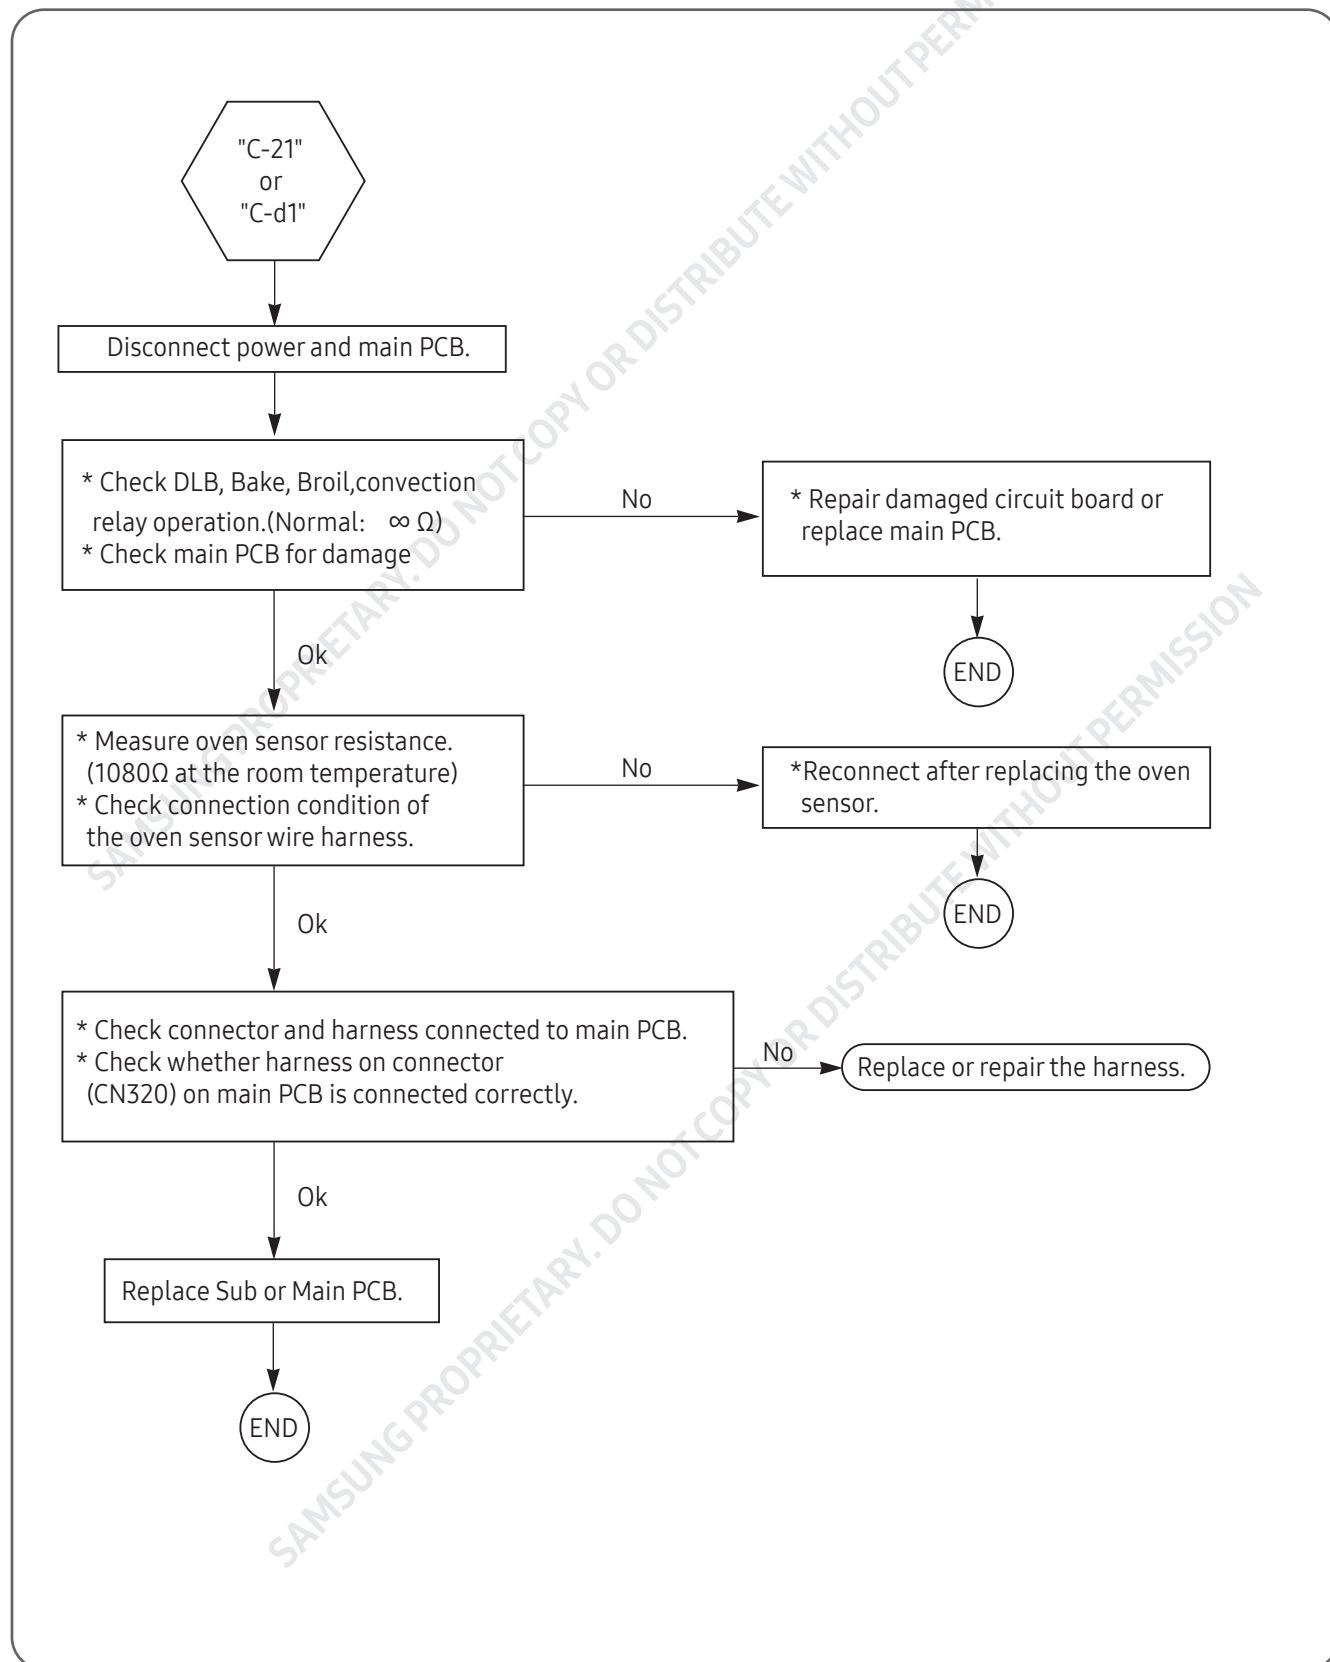 "C-21"
or
"C-d1"
Disconnect power and main PCB.
* Check DLB, Bake, Broil,convection
relay operation.(Normal: ∞ Ω)
* Check main PCB for damage
No
* Repair damaged circuit board or
replace main PCB.
END
Ok
* Measure oven sensor resistance.
(1080Ω at the room temperature)
* Check connection condition of
the oven sensor wire harness.
No
*Reconnect after replacing the oven
sensor.
END
Ok
* Check connector and harness connected to main PCB.
* Check whether harness on connector
(CN320) on main PCB is connected correctly.
No
Replace or repair the harness.
Ok
Replace Sub or Main PCB.
END
SAMSUNG PROPRIETARY. DO NOT COPY OR DISTRIBUTE WITHOUT
SAMSUNG PROPRIETARY. DO NOT COPY OR DISTRIBUTE WITHOUT PERMISSION